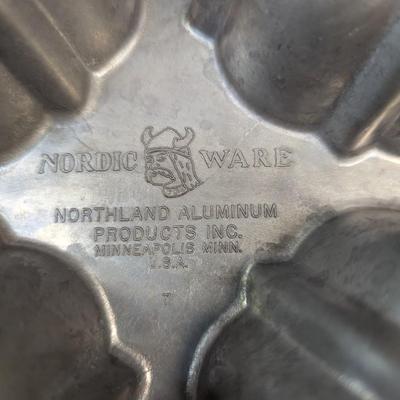 NORDIC WARE
NORTHLAND ALUMINUM
PRODUCTS INC.
MINNEAPOLIS MINN.
U.S.A.
T